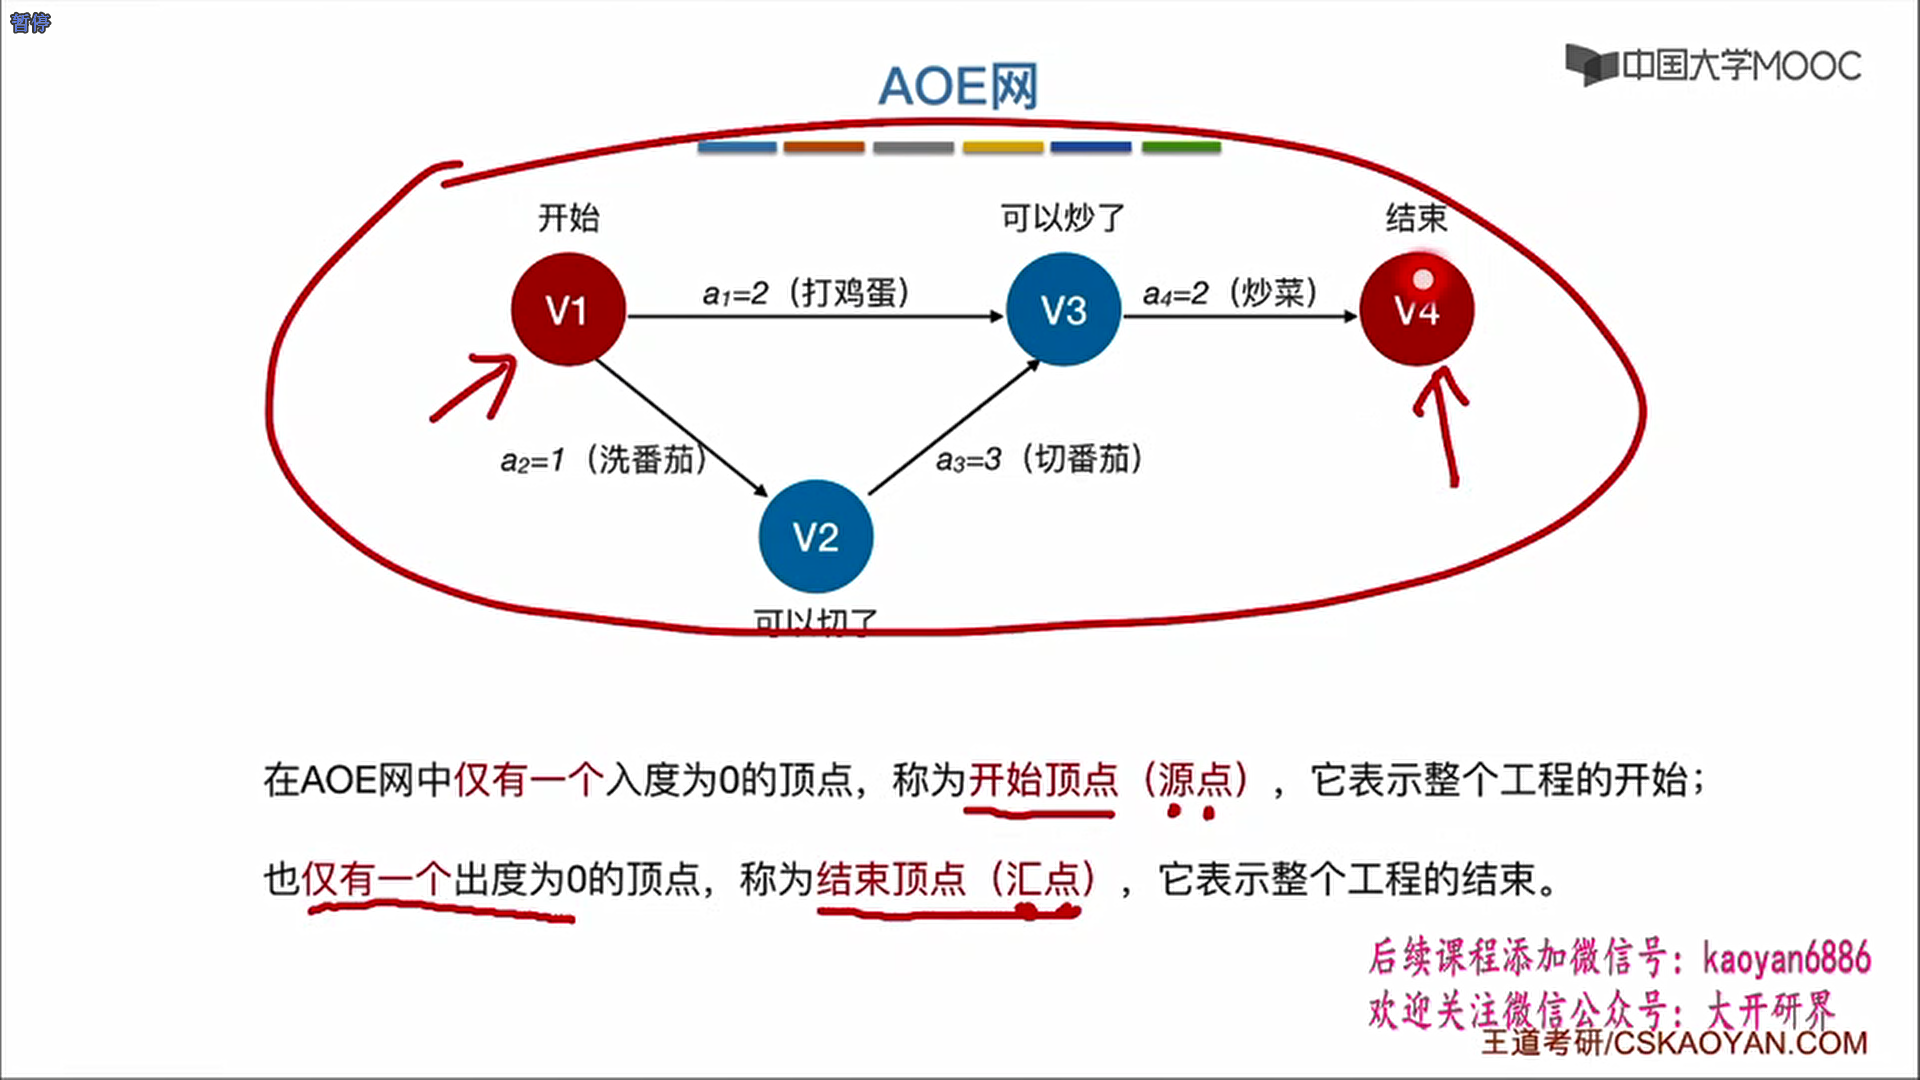 暂停
中国大学MOOC
AOE网
开始
可以炒了
结束
V1
a1=2（打鸡蛋）
V3
a4=2（炒菜）
V4
a2=1（洗番茄）
a3=3（切番茄）
V2
可以切了
在AOE网中仅有一个入度为0的顶点，称为开始顶点（源点），它表示整个工程的开始；
也仅有一个出度为0的顶点，称为结束顶点（汇点），它表示整个工程的结束。
后续课程添加微信号：kaoyan6886
欢迎关注微信公众号：大开研界
王道考研/CSKAOYAN.COM